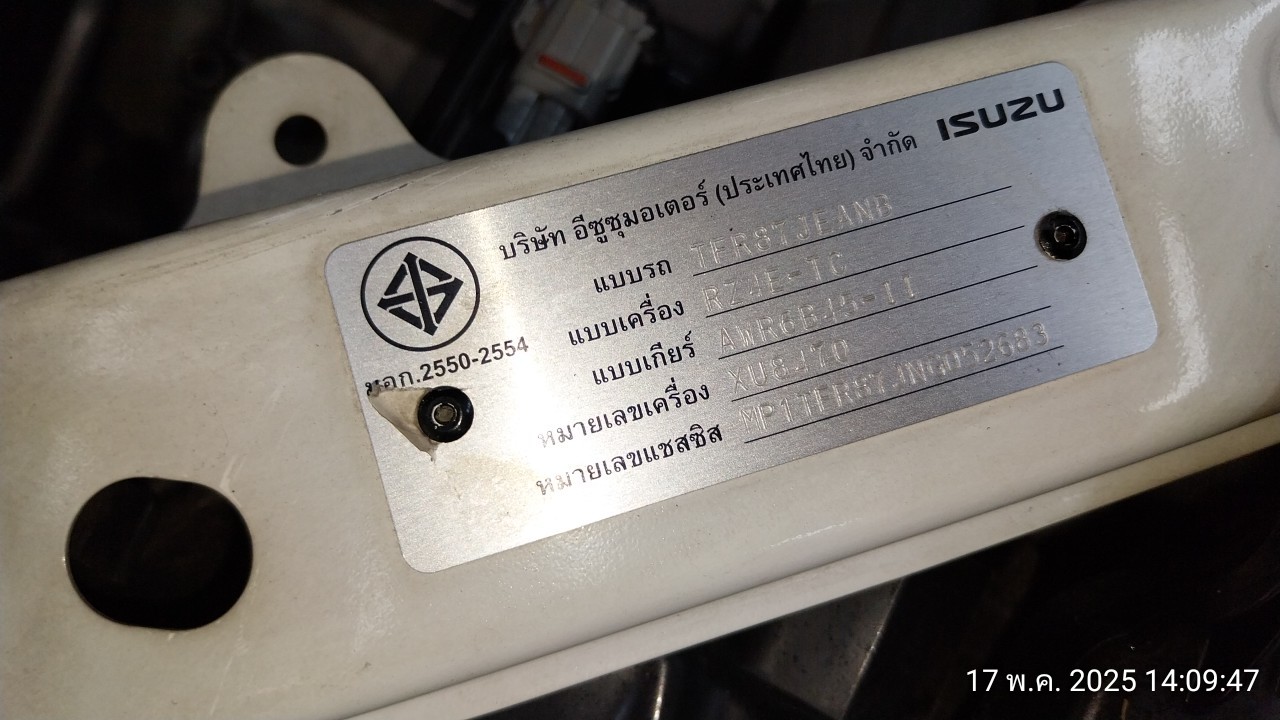 ISUZU
บริษัท อีซูซุมอเตอร์ (ประเทศไทย) จำกัด
แบบรถ TFR87JEANB
แบบเครื่อง RZ4E-TC
แบบเกียร์ AWR6BJ5-11
หมายเลขเครื่อง XU8J70
หมายเลขแชสซิส
มอก.2550-2554
17 พ.ค. 2025 14:09:47